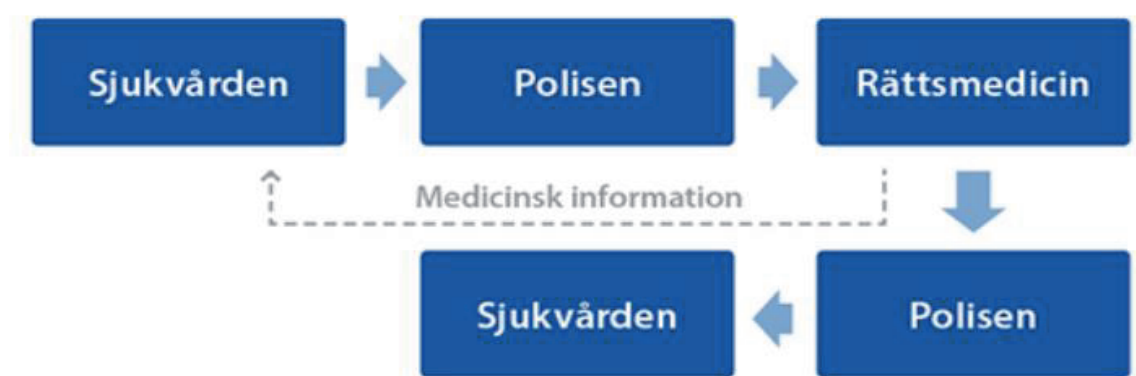 Sjukvården
Polisen
Rättsmedicin
Medicinsk information
Sjukvården
Polisen